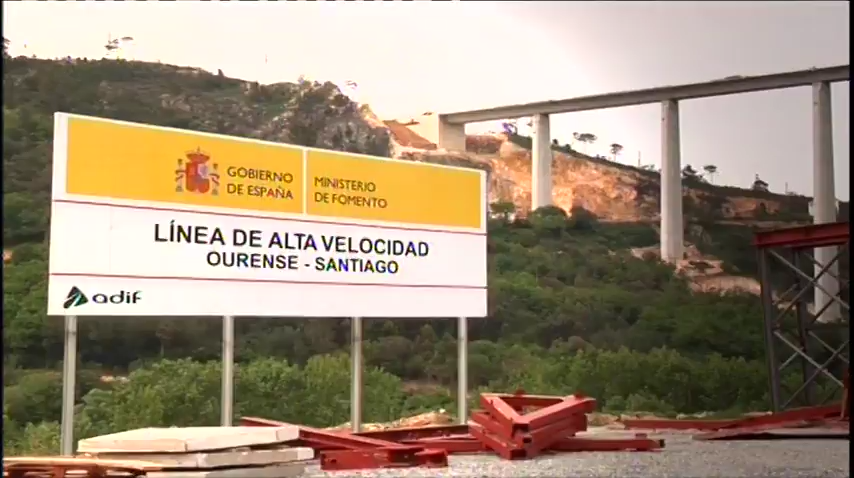 GOBIERNO
DE ESPAÑA
MINISTERIO
DE FOMENTO
LÍNEA DE ALTA VELOCIDAD
OURENSE - SANTIAGO
adif